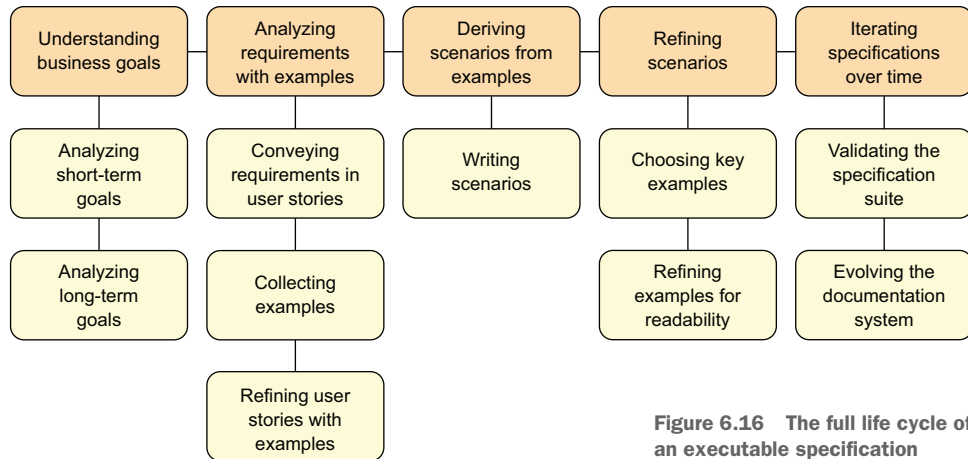 Understanding
business goals
Analyzing
requirements
with examples
Deriving
scenarios from
examples
Refining
scenarios
Iterating
specifications
over time
Analyzing
short-term
goals
Conveying
requirements in
user stories
Writing
scenarios
Choosing key
examples
Validating the
specification
suite
Analyzing
long-term
goals
Collecting
examples
Refining
examples for
readability
Evolving the
documentation
system
Refining user
stories with
examples
Figure 6.16 The full life cycle of
an executable specification